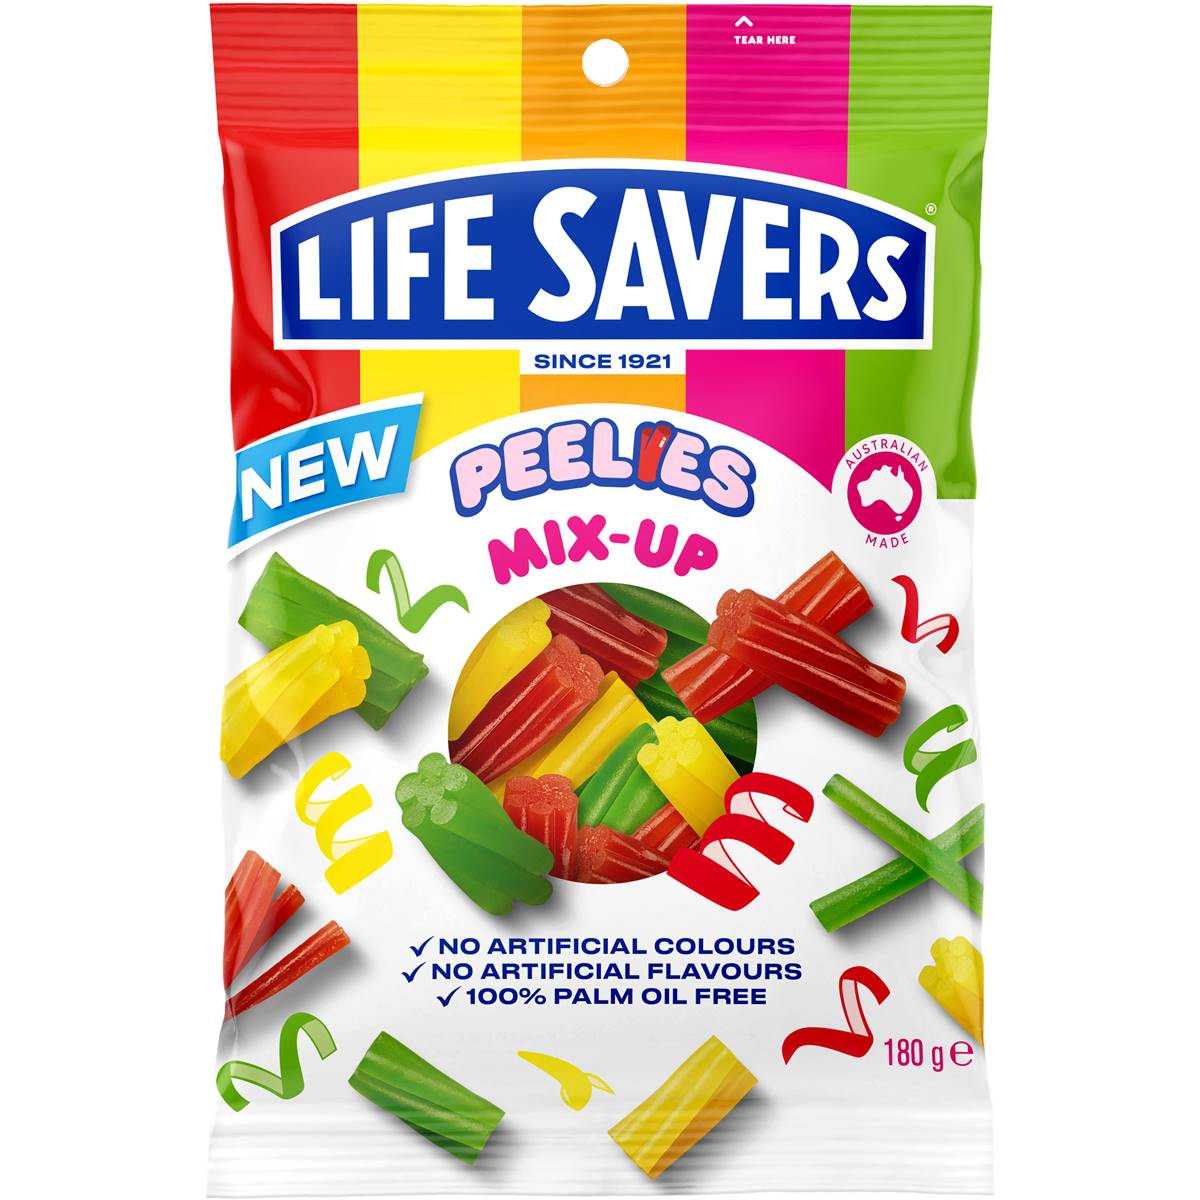 TEAR HERE
LIFE SAVERS®
SINCE 1921
NEW
PEELIES
MIX-UP
AUSTRALIAN
MADE
✓ NO ARTIFICIAL COLOURS
✓ NO ARTIFICIAL FLAVOURS
✓ 100% PALM OIL FREE
180 g ℮